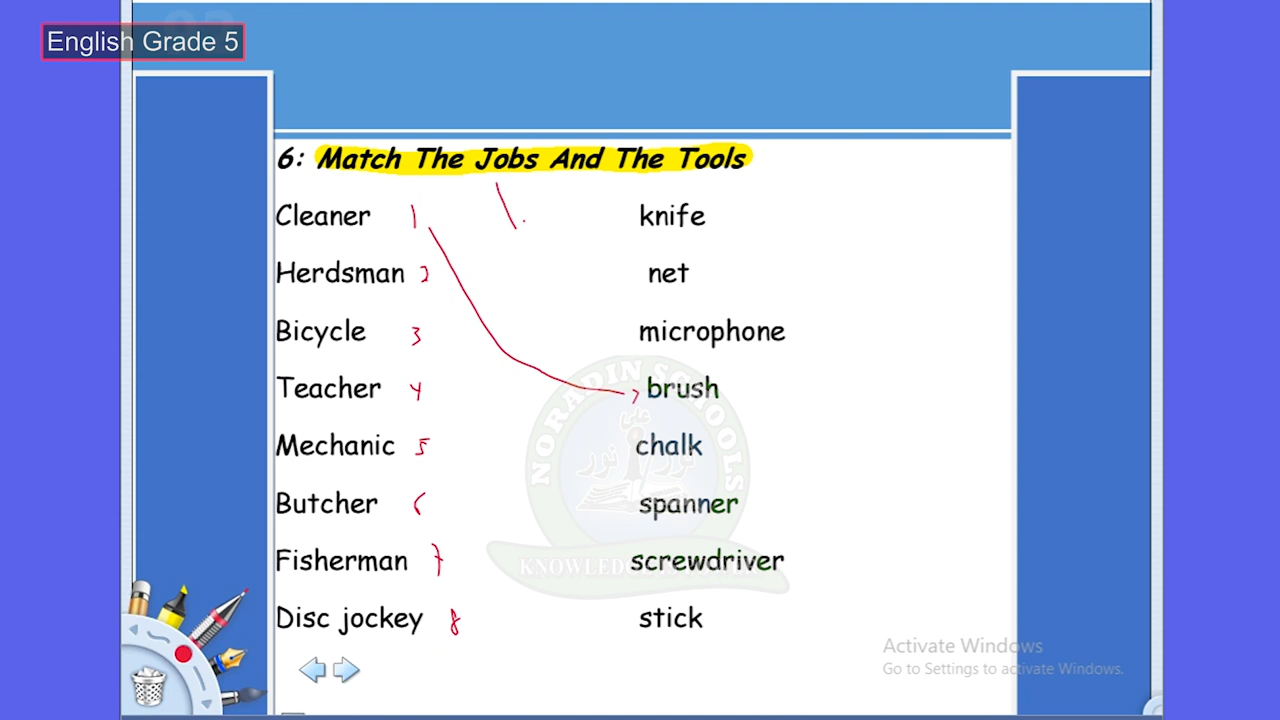 English Grade 5
6: Match The Jobs And The Tools
Cleaner 1 knife
Herdsman 2 net
Bicycle 3 microphone
Teacher 4 brush
Mechanic 5 chalk
Butcher 6 spanner
Fisherman 7 screwdriver
Disc jockey 8 stick
NORADIN SCHOOLS
Activate Windows
Go to Settings to activate Windows.